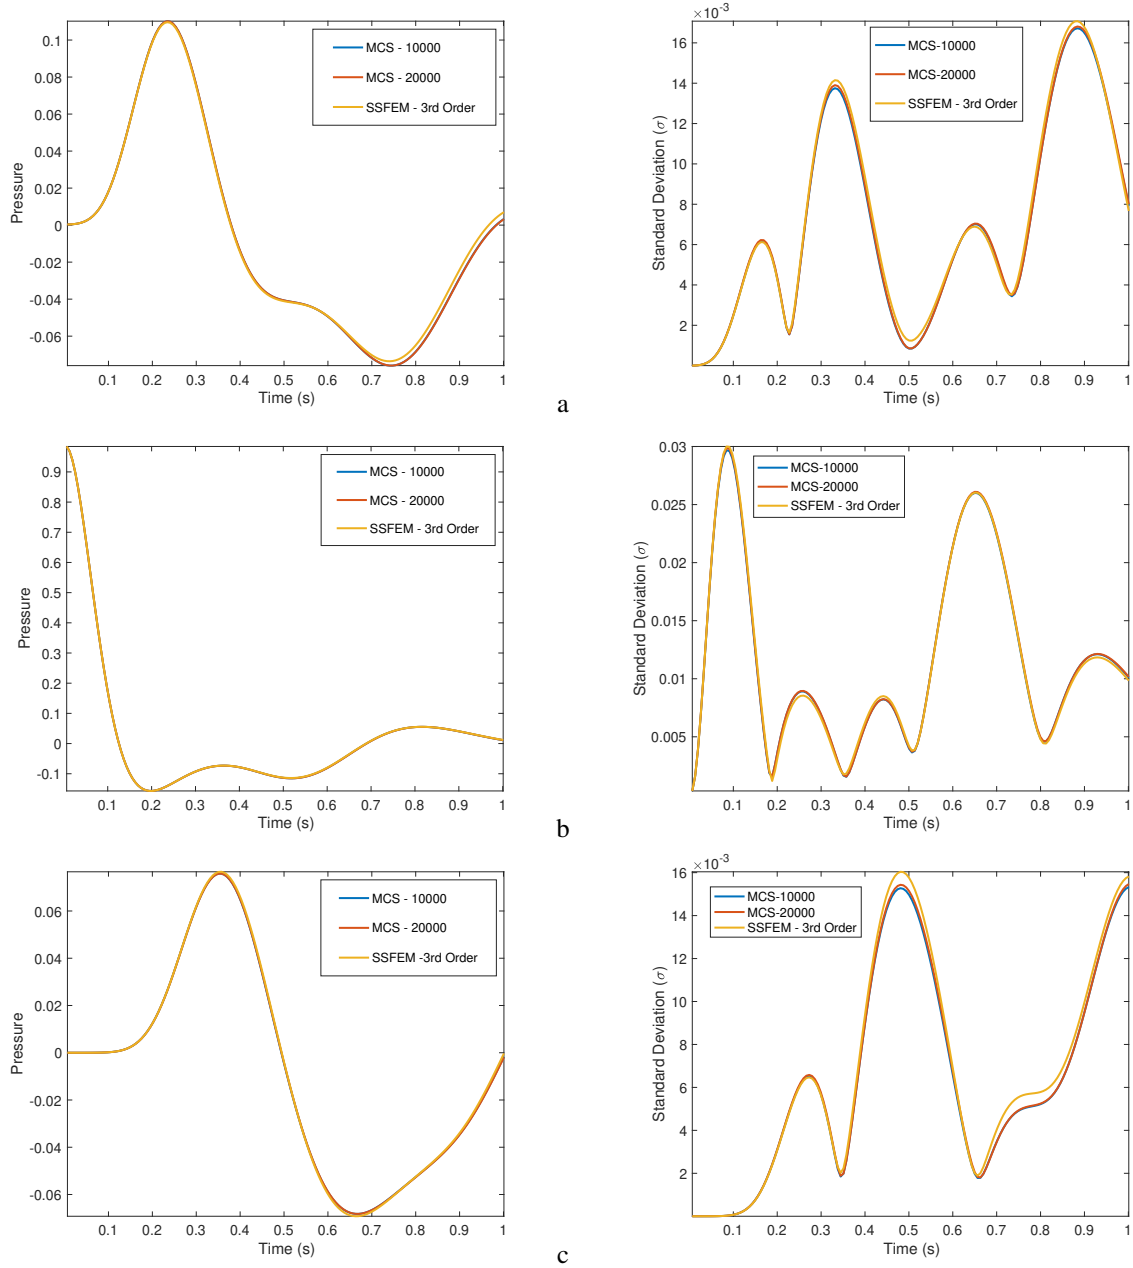 0.1
0.08
0.06
0.04
0.02
0
-0.02
-0.04
-0.06
Pressure
MCS - 10000
MCS - 20000
SSFEM - 3rd Order
0.1 0.2 0.3 0.4 0.5 0.6 0.7 0.8 0.9 1
Time (s)
×10⁻³
16
14
12
10
8
6
4
2
Standard Deviation (σ)
MCS-10000
MCS-20000
SSFEM - 3rd Order
0.1 0.2 0.3 0.4 0.5 0.6 0.7 0.8 0.9 1
Time (s)
a
0.9
0.8
0.7
0.6
0.5
0.4
0.3
0.2
0.1
0
-0.1
Pressure
MCS - 10000
MCS - 20000
SSFEM - 3rd Order
0.1 0.2 0.3 0.4 0.5 0.6 0.7 0.8 0.9 1
Time (s)
0.03
0.025
0.02
0.015
0.01
0.005
Standard Deviation (σ)
MCS-10000
MCS-20000
SSFEM - 3rd Order
0.1 0.2 0.3 0.4 0.5 0.6 0.7 0.8 0.9 1
Time (s)
b
0.06
0.04
0.02
0
-0.02
-0.04
-0.06
Pressure
MCS - 10000
MCS - 20000
SSFEM -3rd Order
0.1 0.2 0.3 0.4 0.5 0.6 0.7 0.8 0.9 1
Time (s)
×10⁻³
16
14
12
10
8
6
4
2
Standard Deviation (σ)
MCS-10000
MCS-20000
SSFEM - 3rd Order
0.1 0.2 0.3 0.4 0.5 0.6 0.7 0.8 0.9 1
Time (s)
c